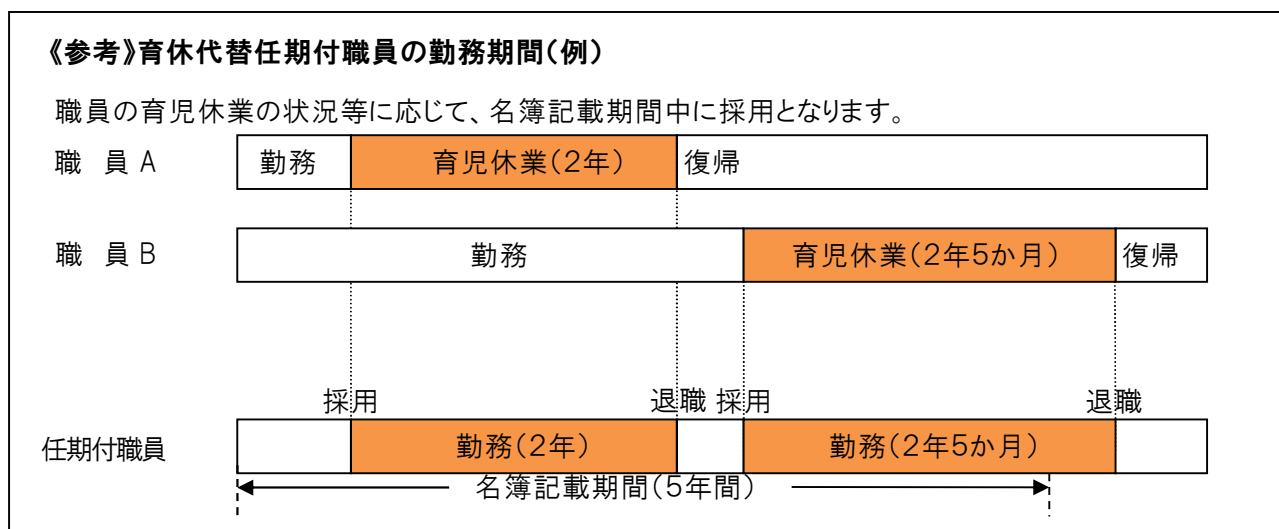 《参考》育休代替任期付職員の勤務期間(例)
職員の育児休業の状況等に応じて、名簿記載期間中に採用となります。
職 員 A 勤務 育児休業(2年) 復帰
職 員 B 勤務 育児休業(2年5か月) 復帰
採用 退職 採用 退職
任期付職員 勤務(2年) 勤務(2年5か月)
名簿記載期間(5年間)